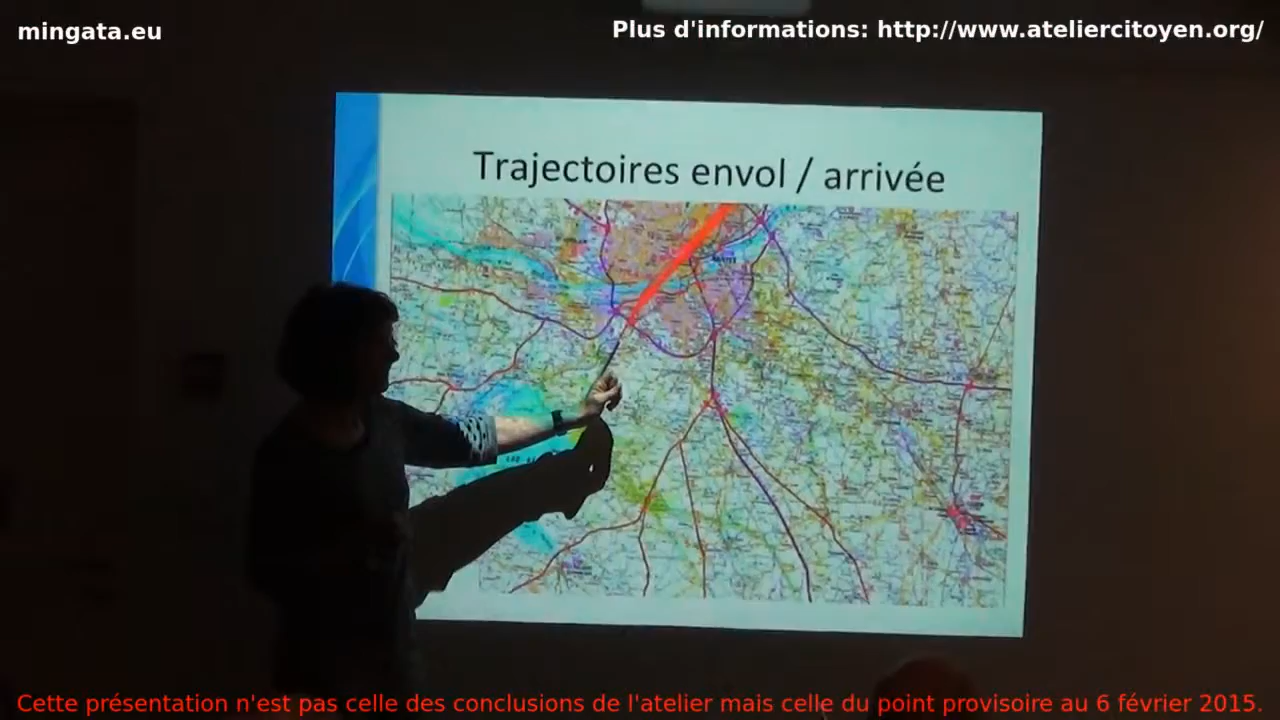 mingata.eu
Plus d'informations: http://www.ateliercitoyen.org/
Trajectoires envol / arrivée
Cette présentation n'est pas celle des conclusions de l'atelier mais celle du point provisoire au 6 février 2015.